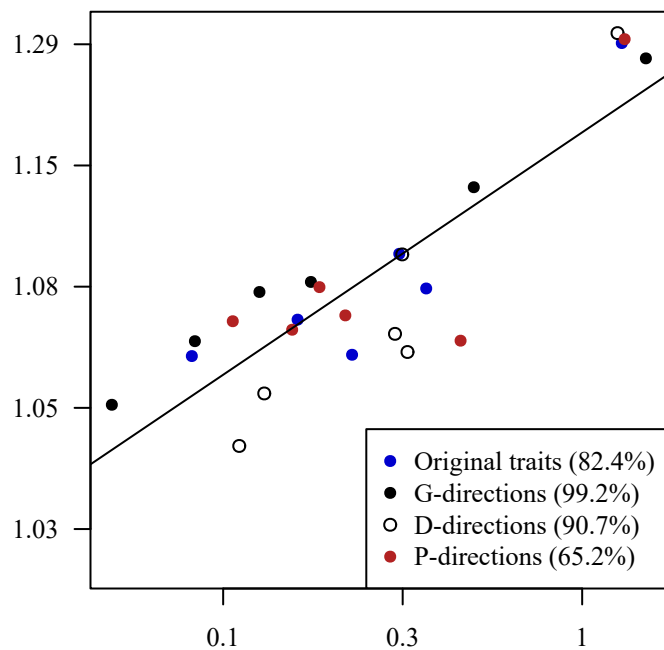 1.29
1.15
1.08
1.05
1.03
Original traits (82.4%)
G-directions (99.2%)
D-directions (90.7%)
P-directions (65.2%)
0.1 0.3 1